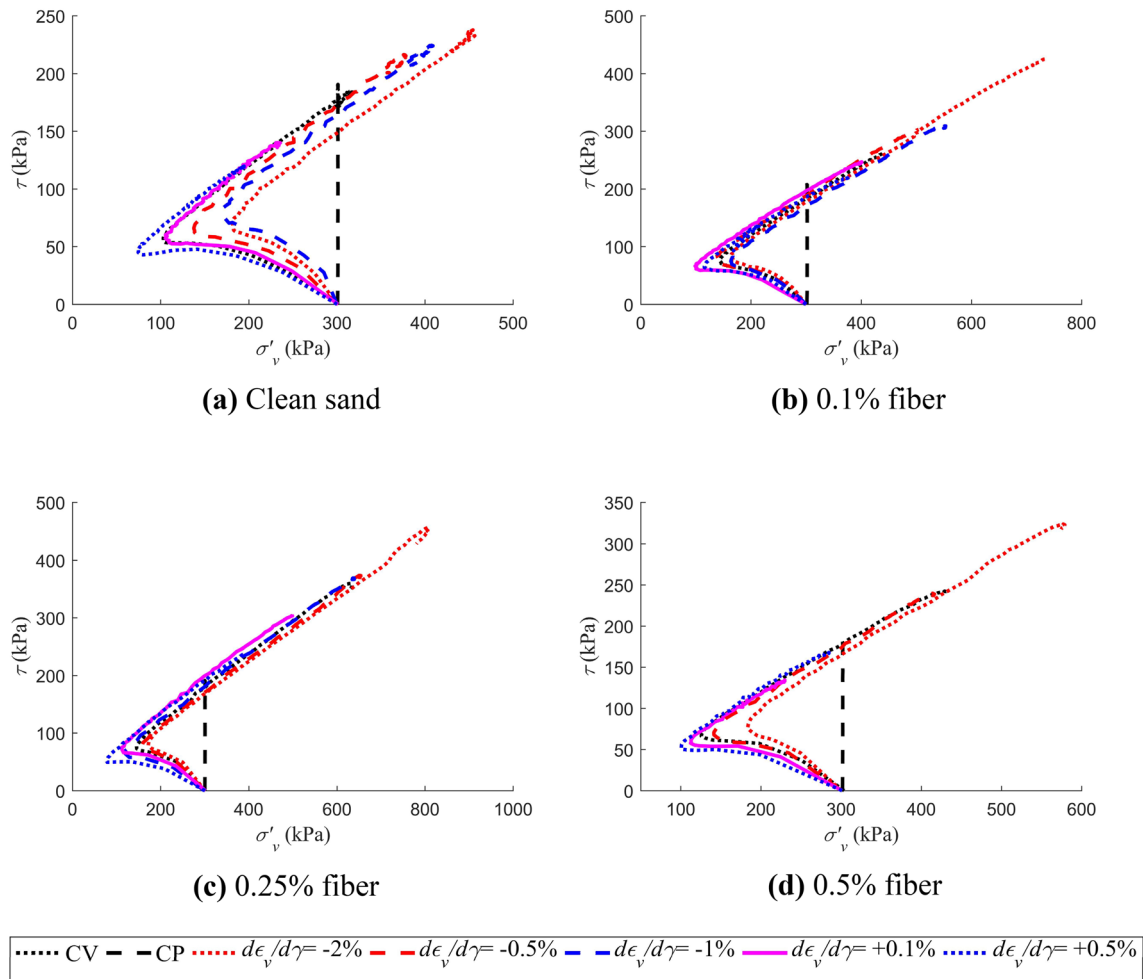 250
200
150
100
50
0
τ (kPa)
0 100 200 300 400 500
σ′v (kPa)
(a) Clean sand
500
400
300
200
100
0
τ (kPa)
0 200 400 600 800
σ′v (kPa)
(b) 0.1% fiber
500
400
300
200
100
0
τ (kPa)
0 200 400 600 800 1000
σ′v (kPa)
(c) 0.25% fiber
350
300
250
200
150
100
50
0
τ (kPa)
100 200 300 400 500 600
σ′v (kPa)
(d) 0.5% fiber
CV CP dϵv/dγ= -2% dϵv/dγ= -0.5% dϵv/dγ= -1% dϵv/dγ= +0.1% dϵv/dγ= +0.5%